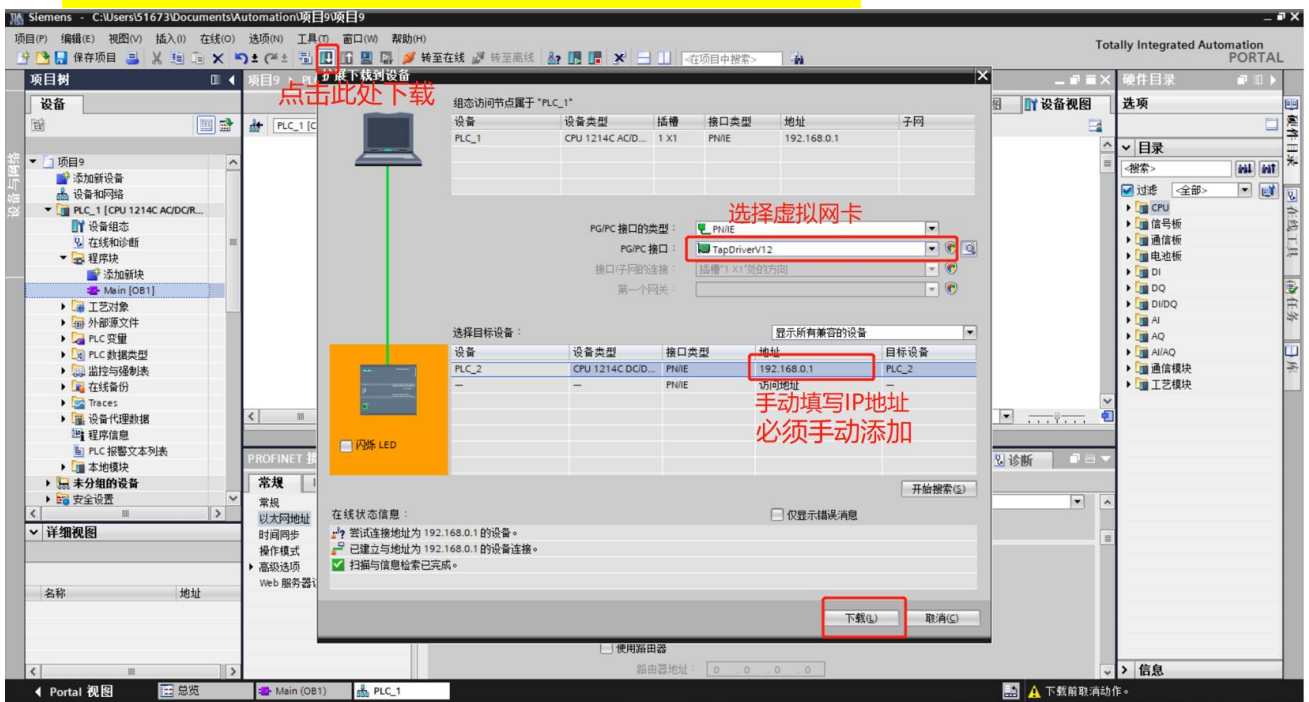 Siemens - C:\Users\51673\Documents\Automation\项目9\项目9
项目(P) 编辑(E) 视图(V) 插入(I) 在线(O) 选项(N) 工具(T) 窗口(W) 帮助(H)
Totally Integrated Automation
PORTAL
保存项目
转至在线
转至离线
<在项目中搜索>
项目树
设备
项目9
添加新设备
设备和网络
PLC_1 [CPU 1214C AC/DC/R...
设备组态
在线和诊断
程序块
添加新块
Main [OB1]
工艺对象
外部源文件
PLC 变量
PLC 数据类型
监控与强制表
在线备份
Traces
设备代理数据
程序信息
PLC 报警文本列表
本地模块
未分组的设备
安全设置
详细视图
名称
地址
设备与网络
点击此处下载
PLC_1 [C
扩展下载到设备
组态访问节点属于 "PLC_1"
设备 设备类型 插槽 接口类型 地址 子网
PLC_1 CPU 1214C AC/D... 1 X1 PN/IE 192.168.0.1
选择虚拟网卡
PG/PC 接口的类型： PN/IE
PG/PC 接口： TapDriverV12
接口/子网的连接： 插槽"1 X1"处的方向
第一个网关：
选择目标设备：
显示所有兼容的设备
设备 设备类型 接口类型 地址 目标设备
PLC_2 CPU 1214C DC/D... PN/IE 192.168.0.1 PLC_2
— — PN/IE 访问地址 —
手动填写IP地址
必须手动添加
闪烁 LED
开始搜索(S)
在线状态信息：
仅显示错误消息
尝试连接地址为 192.168.0.1 的设备。
已建立与地址为 192.168.0.1 的设备连接。
扫描与信息检索已完成。
下载(L)
取消(C)
PROFINET 接
常规
常规
以太网地址
时间同步
操作模式
高级选项
Web 服务器访
使用路由器
路由器地址： 0 . 0 . 0 . 0
设备视图
诊断
硬件目录
选项
目录
<搜索>
过滤
<全部>
CPU
信号板
通信板
电池板
DI
DQ
DI/DQ
AI
AQ
AI/AQ
通信模块
工艺模块
信息
硬件目录
在线工具
任务
库
Portal 视图
总览
Main (OB1)
PLC_1
下载前取消动作。